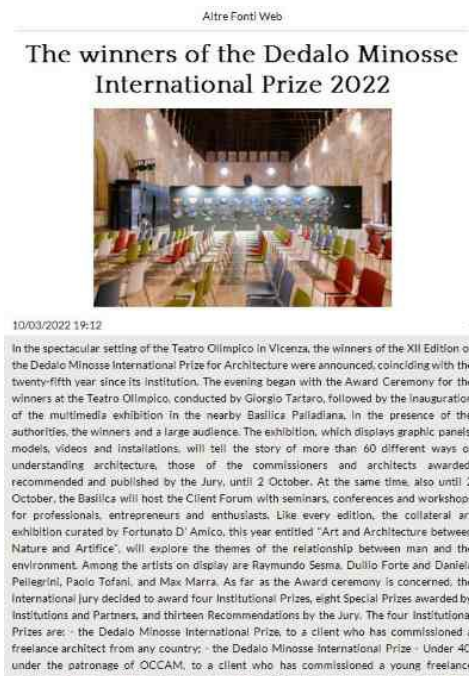 Altre Fonti Web
The winners of the Dedalo Minosse
International Prize 2022
10/03/2022 19:12
In the spectacular setting of the Teatro Olimpico in Vicenza, the winners of the XII Edition o
the Dedalo Minosse International Prize for Architecture were announced, coinciding with the
twenty-fifth year since its institution. The evening began with the Award Ceremony for the
winners at the Teatro Olimpico, conducted by Giorgio Tartaro, followed by the inauguration
of the multimedia exhibition in the nearby Basilica Palladiana, in the presence of the
authorities, the winners and a large audience. The exhibition, which displays graphic panels
models, videos and installations, will tell the story of more than 60 different ways o
understanding architecture, those of the commissioners and architects awarded
recommended and published by the Jury, until 2 October. At the same time, also until 2
October, the Basilica will host the Client Forum with seminars, conferences and workshop
for professionals, entrepreneurs and enthusiasts. Like every edition, the collateral ar
exhibition curated by Fortunato D' Amico, this year entitled "Art and Architecture between
Nature and Artifice", will explore the themes of the relationship between man and the
environment. Among the artists on display are Raymundo Sesma, Duilio Forte and Daniela
Pellegrini, Paolo Tofani, and Max Marra. As far as the Award ceremony is concerned, the
international jury decided to award four Institutional Prizes, eight Special Prizes awarded by
Institutions and Partners, and thirteen Recommendations by the Jury. The four Institutional
Prizes are: - the Dedalo Minosse International Prize, to a client who has commissioned a
freelance architect from any country; - the Dedalo Minosse International Prize - Under 40
under the patronage of OCCAM, to a client who has commissioned a young freelance